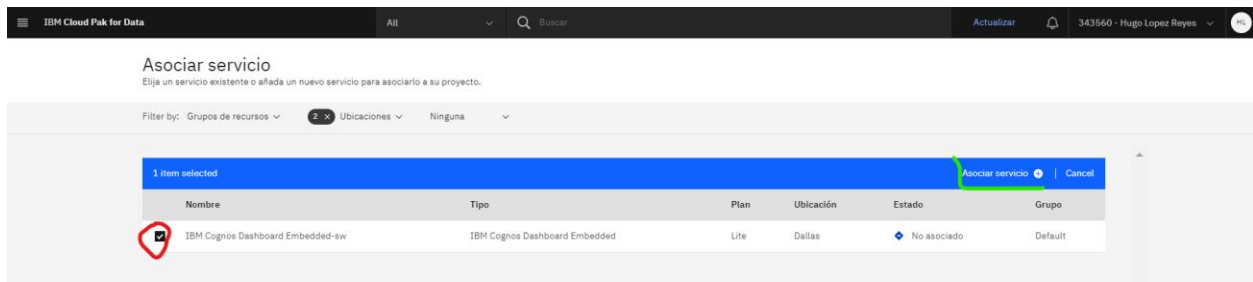 IBM Cloud Pak for Data All Buscar Actualizar 343560 - Hugo Lopez Reyes HL
Asociar servicio
Elija un servicio existente o añada un nuevo servicio para asociarlo a su proyecto.
Filter by: Grupos de recursos 2 × Ubicaciones Ninguna
1 item selected Asociar servicio Cancel
Nombre Tipo Plan Ubicación Estado Grupo
IBM Cognos Dashboard Embedded-sw IBM Cognos Dashboard Embedded Lite Dallas No asociado Default